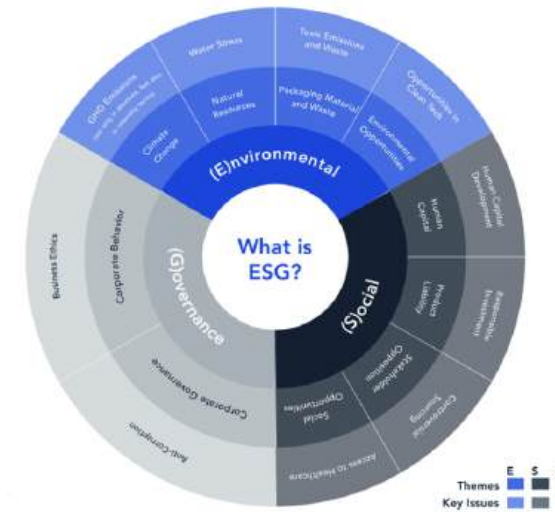 What is
ESG?
(E)nvironmental
(S)ocial
(G)overnance
Climate
Change
Natural
Resources
Packaging Material
and Waste
Environmental
Opportunities
Human
Capital
Product
Liability
Stakeholder
Opposition
Social
Opportunities
Corporate Governance
Corporate Behavior
GHD Emissions
Water Stress
Toxic Emissions
and Waste
Opportunities in
Clean Tech
Human Capital
Development
Responsible
Investment
Controversial
Sourcing
Access to Healthcare
Anti-Corruption
Business Ethics
E S
Themes
Key Issues